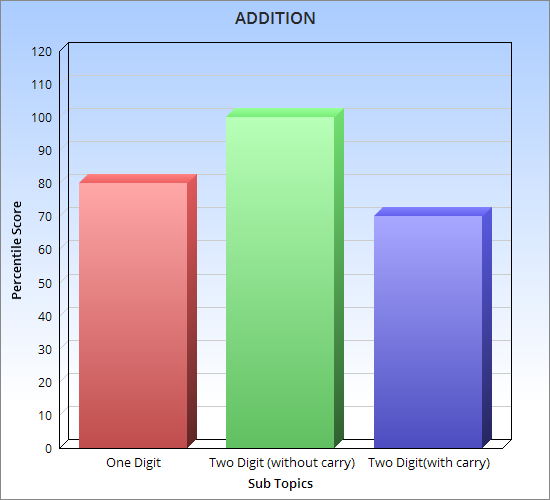 ADDITION
120
110
100
90
80
70
60
50
40
30
20
10
0
Percentile Score
One Digit
Two Digit (without carry)
Two Digit(with carry)
Sub Topics